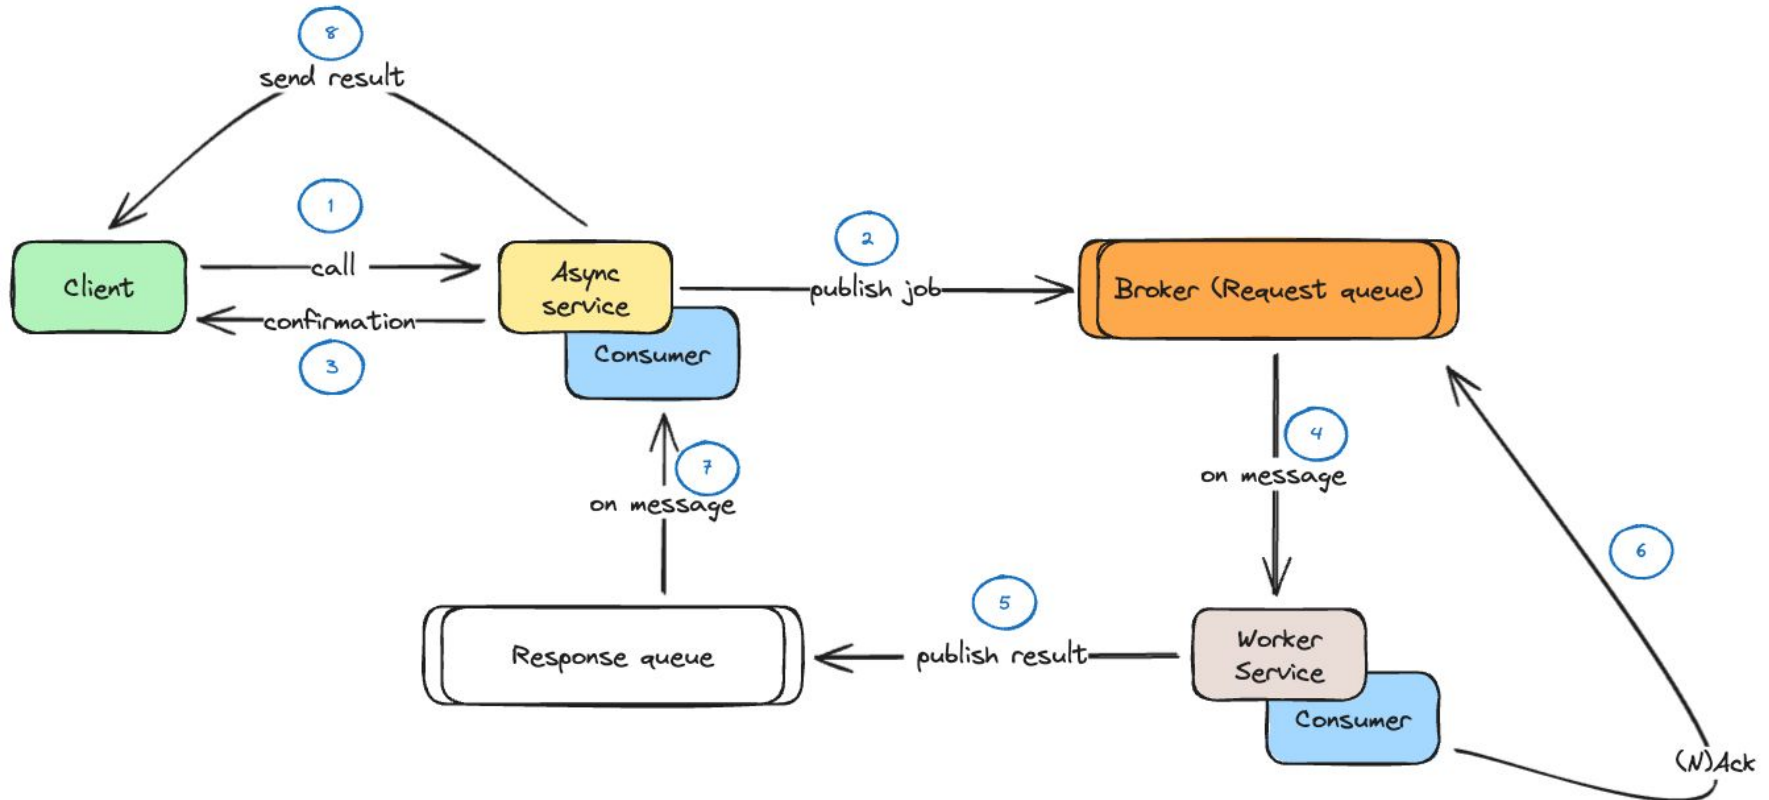 8
send result
1
call
Client
confirmation
3
Async
service
Consumer
2
publish job
Broker (Request queue)
4
on message
7
on message
6
5
publish result
Response queue
Worker
Service
Consumer
(N)Ack